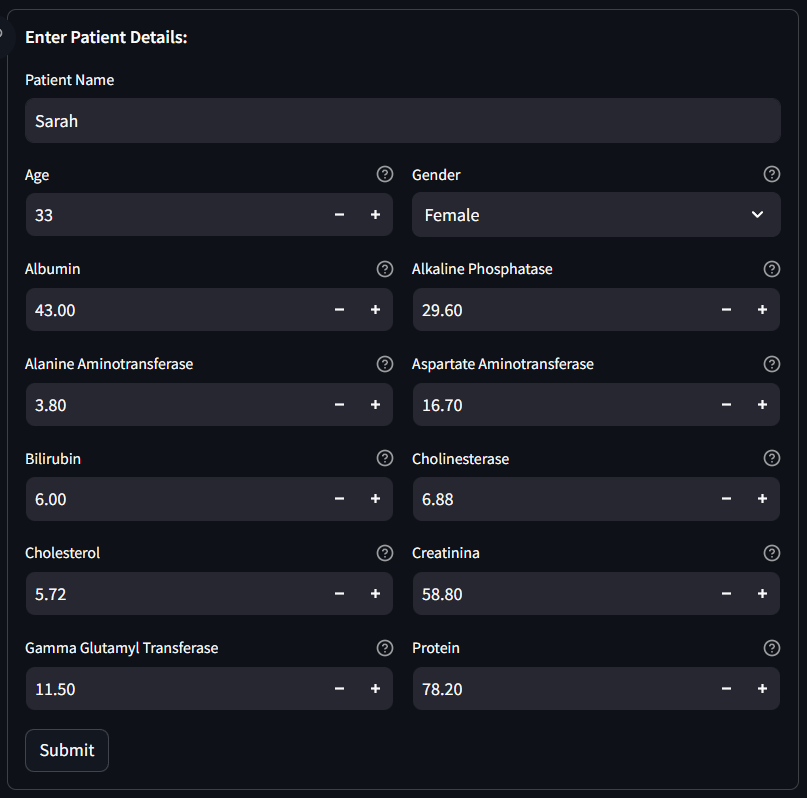 Enter Patient Details:
Patient Name
Sarah
Age
Gender
33
Female
Albumin
Alkaline Phosphatase
43.00
29.60
Alanine Aminotransferase
Aspartate Aminotransferase
3.80
16.70
Bilirubin
Cholinesterase
6.00
6.88
Cholesterol
Creatinina
5.72
58.80
Gamma Glutamyl Transferase
Protein
11.50
78.20
Submit